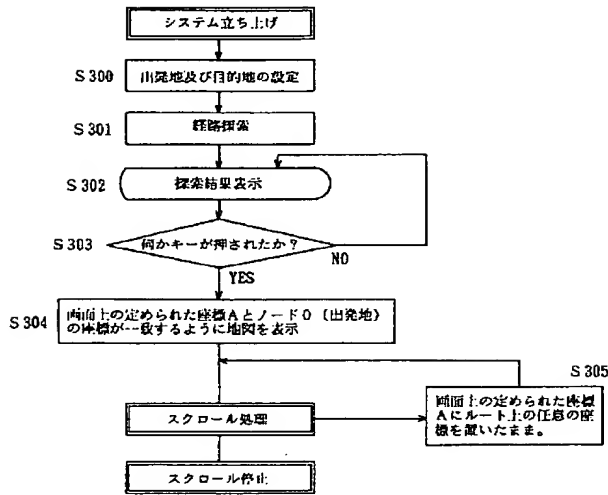 システム立ち上げ
S 300
出発地及び目的地の設定
S 301
経路探索
S 302
探索結果表示
S 303
何かキーが押されたか？
NO
YES
S 304
画面上の定められた座標Aとノード0（出発地）
の座標が一致するように地図を表示
S 305
画面上の定められた座標
Aにルート上の任意の座
標を置いたまま。
スクロール処理
スクロール停止